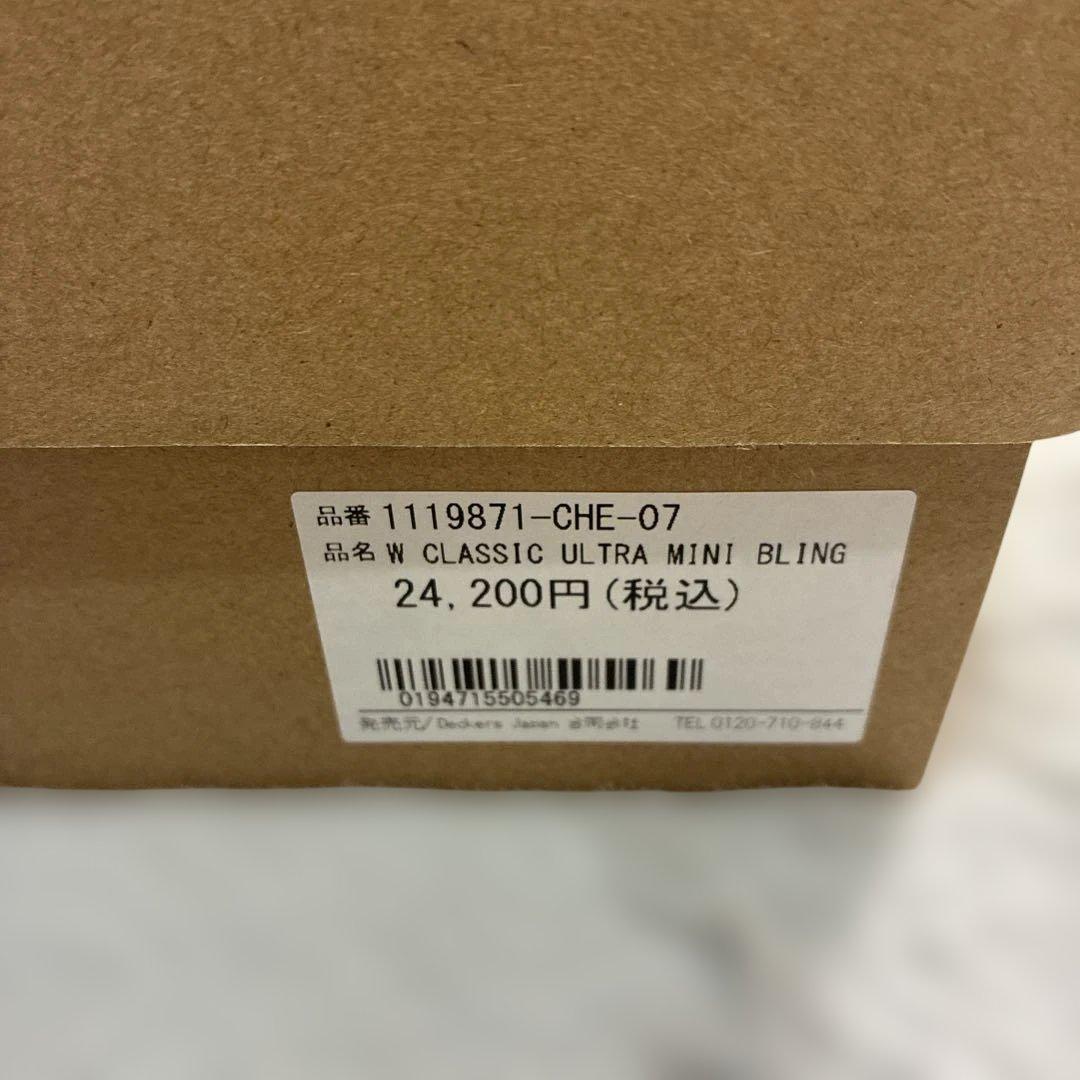 品番 1119871-CHE-07
品名 W CLASSIC ULTRA MINI BLING
24,200円(税込)
0194715505469
発売元/Deckers Japan 合同会社 TEL 0120-710-844